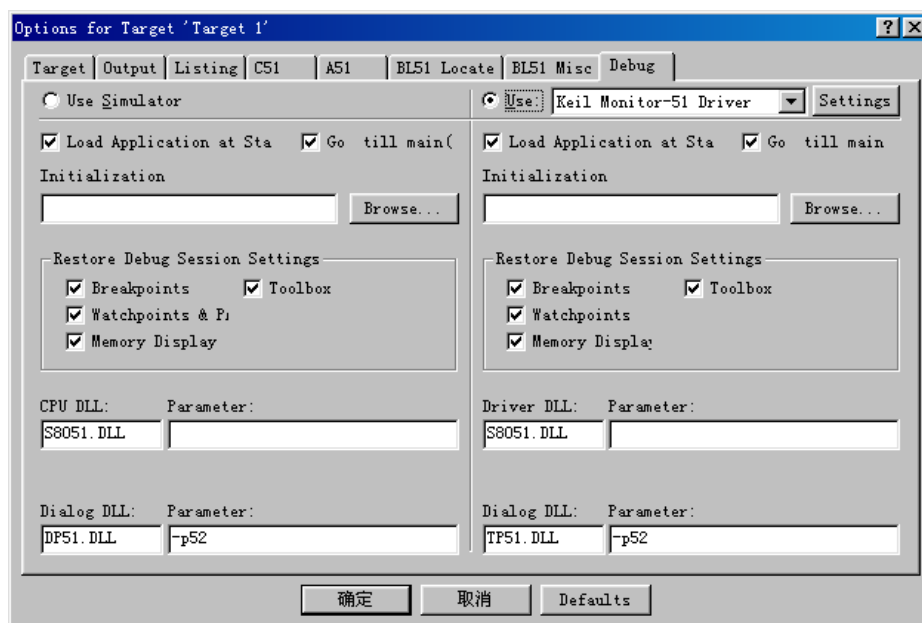 Options for Target 'Target 1'
Target Output Listing C51 A51 BL51 Locate BL51 Misc Debug
Use Simulator
Use: Keil Monitor-51 Driver Settings
Load Application at Sta Go till main(
Load Application at Sta Go till main
Initialization
Initialization
Browse...
Browse...
Restore Debug Session Settings
Breakpoints Toolbox
Watchpoints & P
Memory Display
Restore Debug Session Settings
Breakpoints Toolbox
Watchpoints
Memory Displa
CPU DLL: Parameter:
S8051.DLL
Driver DLL: Parameter:
S8051.DLL
Dialog DLL: Parameter:
DP51.DLL -p52
Dialog DLL: Parameter:
TP51.DLL -p52
确定 取消 Defaults